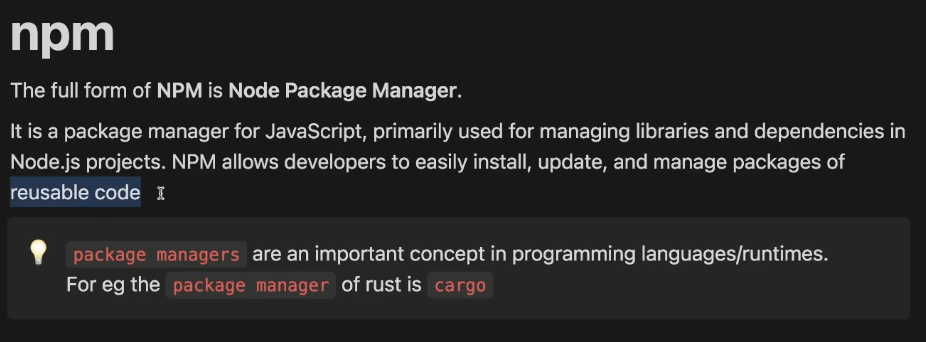 npm
The full form of NPM is Node Package Manager.
It is a package manager for JavaScript, primarily used for managing libraries and dependencies in
Node.js projects. NPM allows developers to easily install, update, and manage packages of
reusable code
package managers are an important concept in programming languages/runtimes.
For eg the package manager of rust is cargo